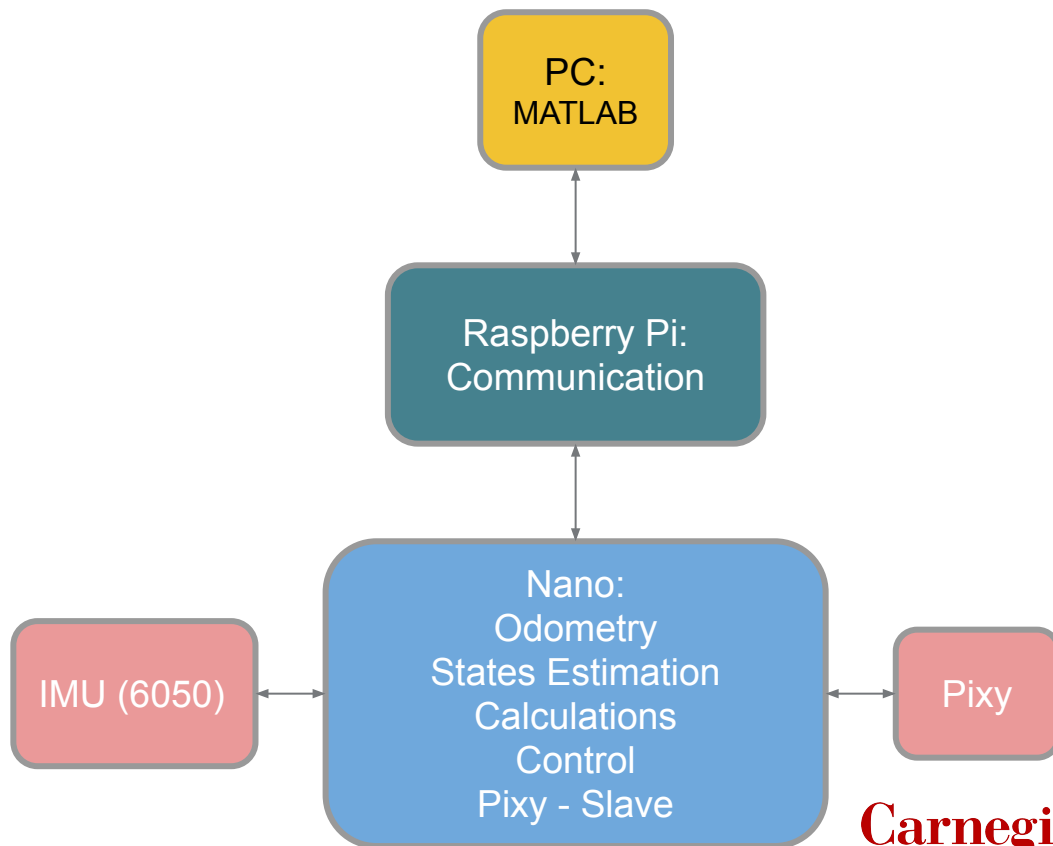 PC:
MATLAB
Raspberry Pi:
Communication
Nano:
Odometry
States Estimation
Calculations
Control
Pixy - Slave
IMU (6050)
Pixy
Carnegi